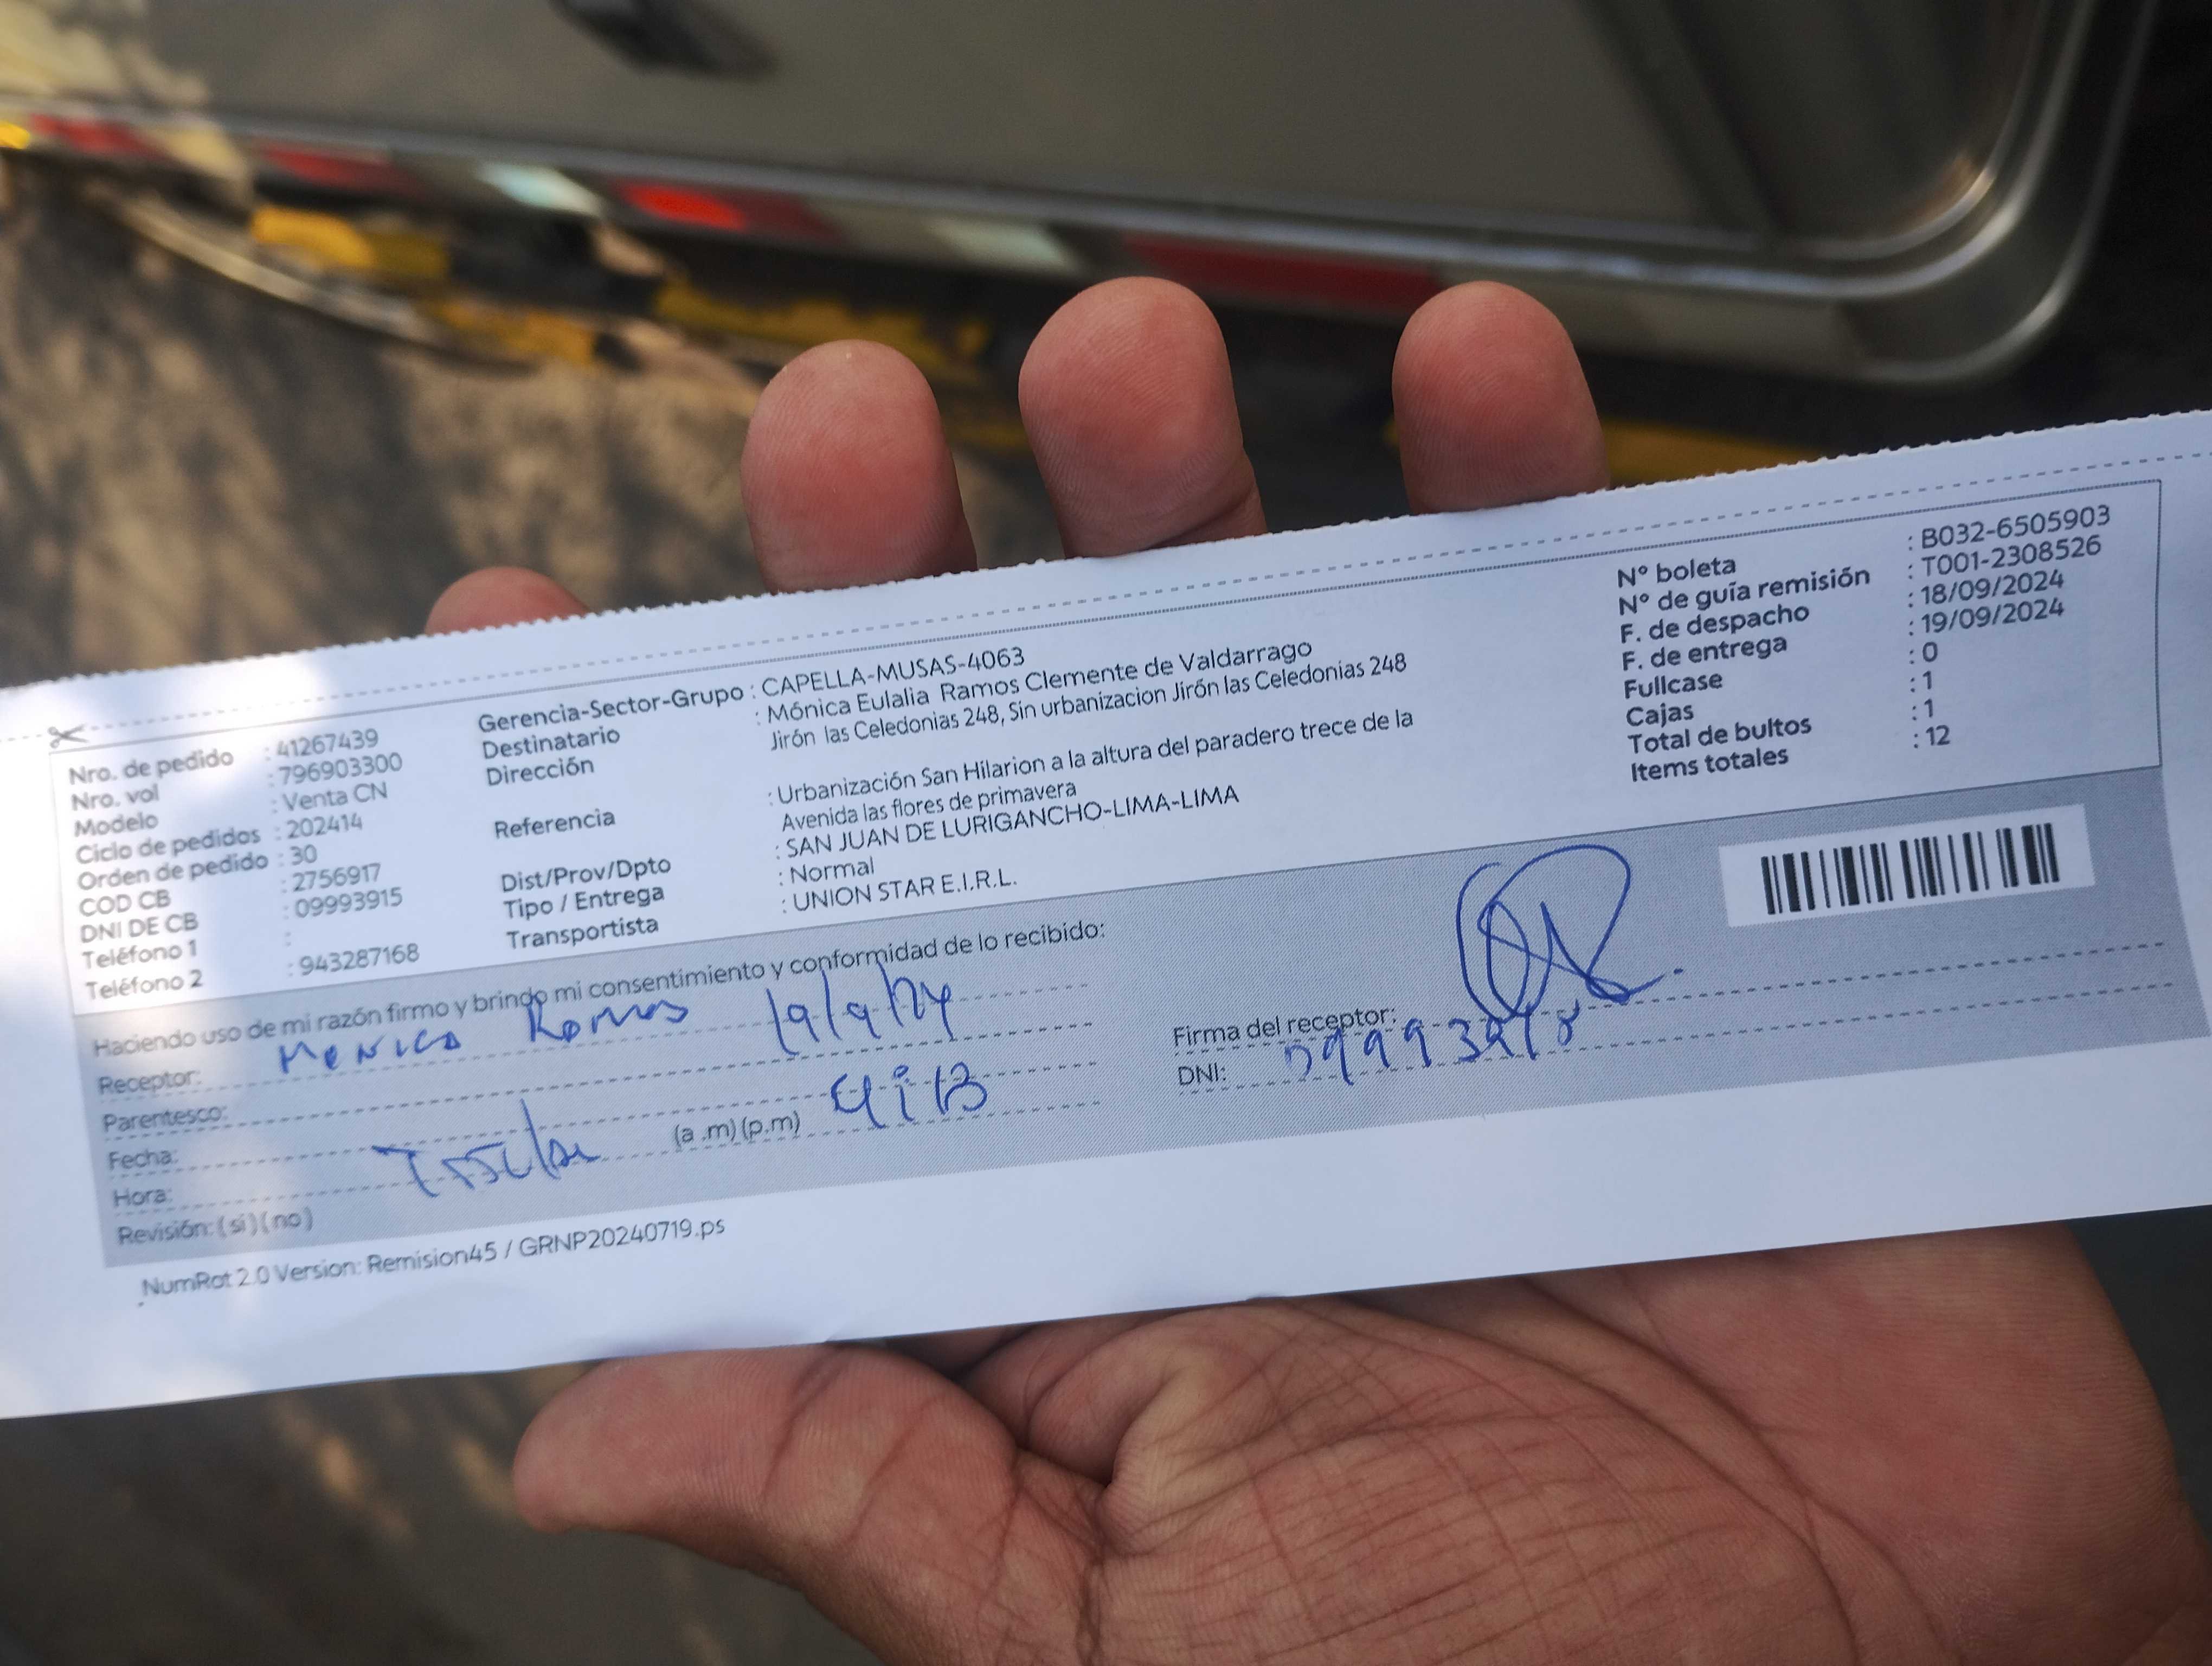 Nro. de pedido : 41267439
Nro. vol : 796903300
Modelo : Venta CN
Ciclo de pedidos : 202414
Orden de pedido : 30
COD CB : 2756917
DNI DE CB : 09993915
Teléfono 1 :
Teléfono 2 : 943287168
Gerencia-Sector-Grupo : CAPELLA-MUSAS-4063
Destinatario : Mónica Eulalia Ramos Clemente de Valdarrago
Dirección Jirón las Celedonias 248, Sin urbanizacion Jirón las Celedonias 248
Referencia : Urbanización San Hilarion a la altura del paradero trece de la
Avenida las flores de primavera
Dist/Prov/Dpto : SAN JUAN DE LURIGANCHO-LIMA-LIMA
Tipo / Entrega : Normal
Transportista : UNION STAR E.I.R.L.
N° boleta : B032-6505903
N° de guía remisión : T001-2308526
F. de despacho : 18/09/2024
F. de entrega : 19/09/2024
Fullcase : 0
Cajas : 1
Total de bultos : 1
Items totales : 12
Haciendo uso de mi razón firmo y brindo mi consentimiento y conformidad de lo recibido:
Receptor: Monica Ramos 19/9/24
Parentesco:
Fecha:
Hora: (a .m) (p.m)
Revisión: ( si ) ( no )
Firma del receptor:
DNI: 09993915
NumRot 2.0 Version: Remision45 / GRNP20240719.ps